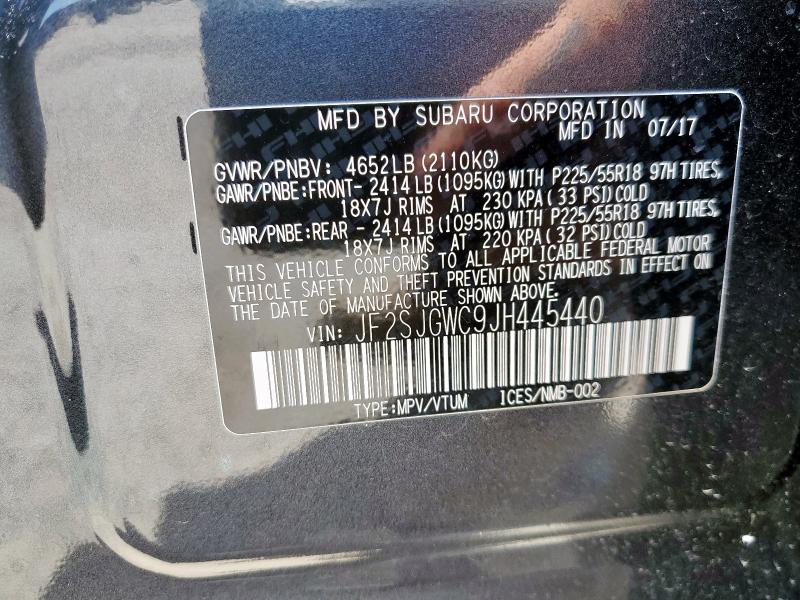 MFD BY SUBARU CORPORATION
MFD IN 07/17
GVWR/PNBV: 4652LB (2110KG)
GAWR/PNBE:FRONT- 2414 LB (1095KG) WITH P225/55R18 97H TIRES,
18X7J RIMS AT 230 KPA (33 PSI) COLD
GAWR/PNBE:REAR - 2414 LB (1095KG) WITH P225/55R18 97H TIRES,
18X7J RIMS AT 220 KPA (32 PSI) COLD
THIS VEHICLE CONFORMS TO ALL APPLICABLE FEDERAL MOTOR
VEHICLE SAFETY AND THEFT PREVENTION STANDARDS IN EFFECT ON
THE DATE OF MANUFACTURE SHOWN ABOVE.
VIN: JF2SJGWC9JH445440
TYPE:MPV/VTUM ICES/NMB-002